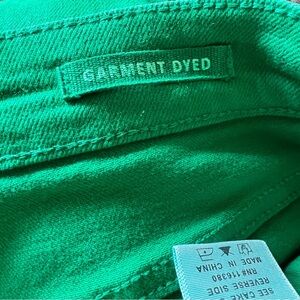 GARMENT DYED
SEE CARE
REVERSE SIDE
RN# 116380
MADE IN CHINA